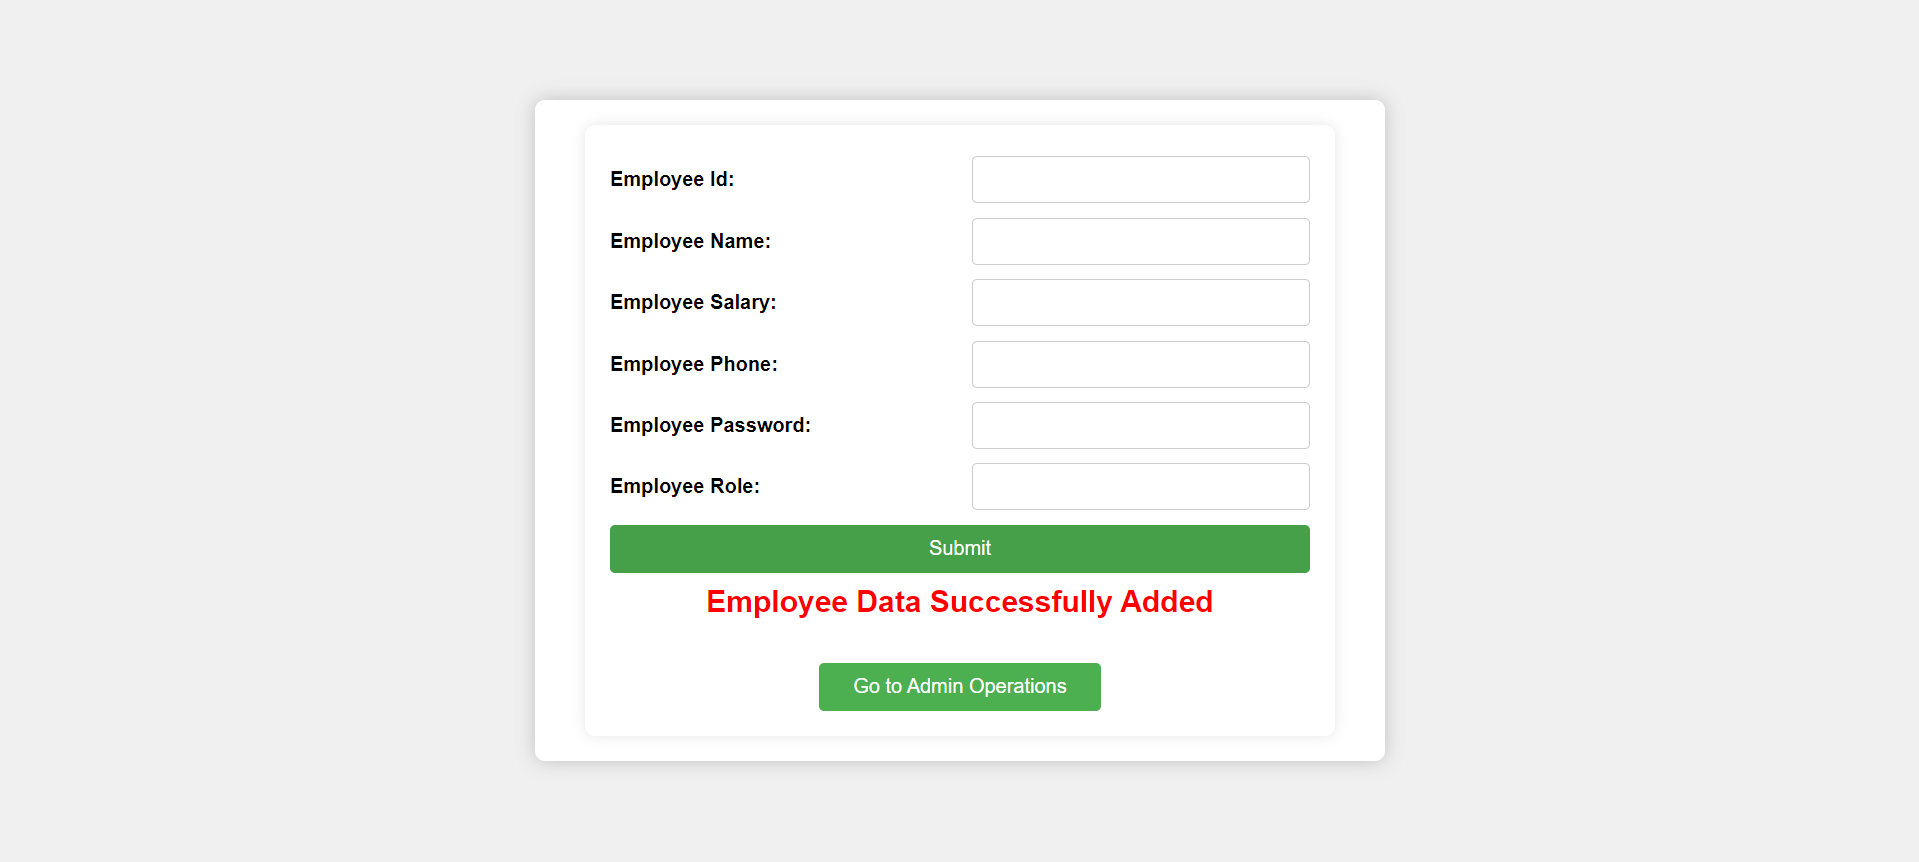 Employee Id:
Employee Name:
Employee Salary:
Employee Phone:
Employee Password:
Employee Role:
Submit
Employee Data Successfully Added
Go to Admin Operations